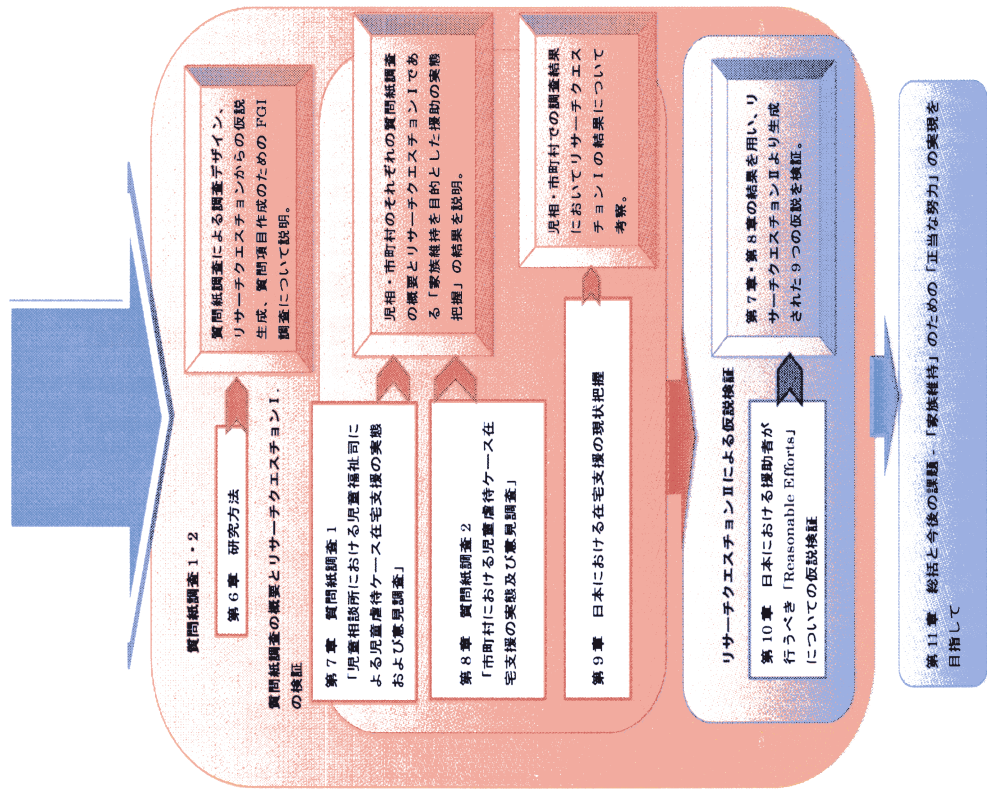 質問紙調査1・2
第6章 研究方法
質問紙調査による調査デザイン、
リサーチクエスチョンからの仮説
生成、質問項目作成のための FGI
調査について説明。
質問紙調査の概要とリサーチクエスチョンⅠ.
の検証
第7章 質問紙調査1
「児童相談所における児童福祉司に
よる児童虐待ケース在宅支援の実態
および意見調査」
第8章 質問紙調査2
「市町村における児童虐待ケース在
宅支援の実態及び意見調査」
児相・市町村のそれぞれの質問紙調査
の概要とリサーチクエスチョンⅠであ
る「家族維持を目的とした援助の実態
把握」の結果を説明。
第9章 日本における在宅支援の現状把握
児相・市町村での調査結果
においてリサーチクエス
チョンⅠの結果について
考察。
リサーチクエスチョンⅡによる仮説検証
第10章 日本における援助者が
行うべき「Reasonable Efforts」
についての仮説検証
第7章・第8章の結果を用い、リ
サーチクエスチョンⅡより生成
された9つの仮説を検証。
第11章 総括と今後の課題 -「家族維持」のための「正当な努力」の実現を
目指して